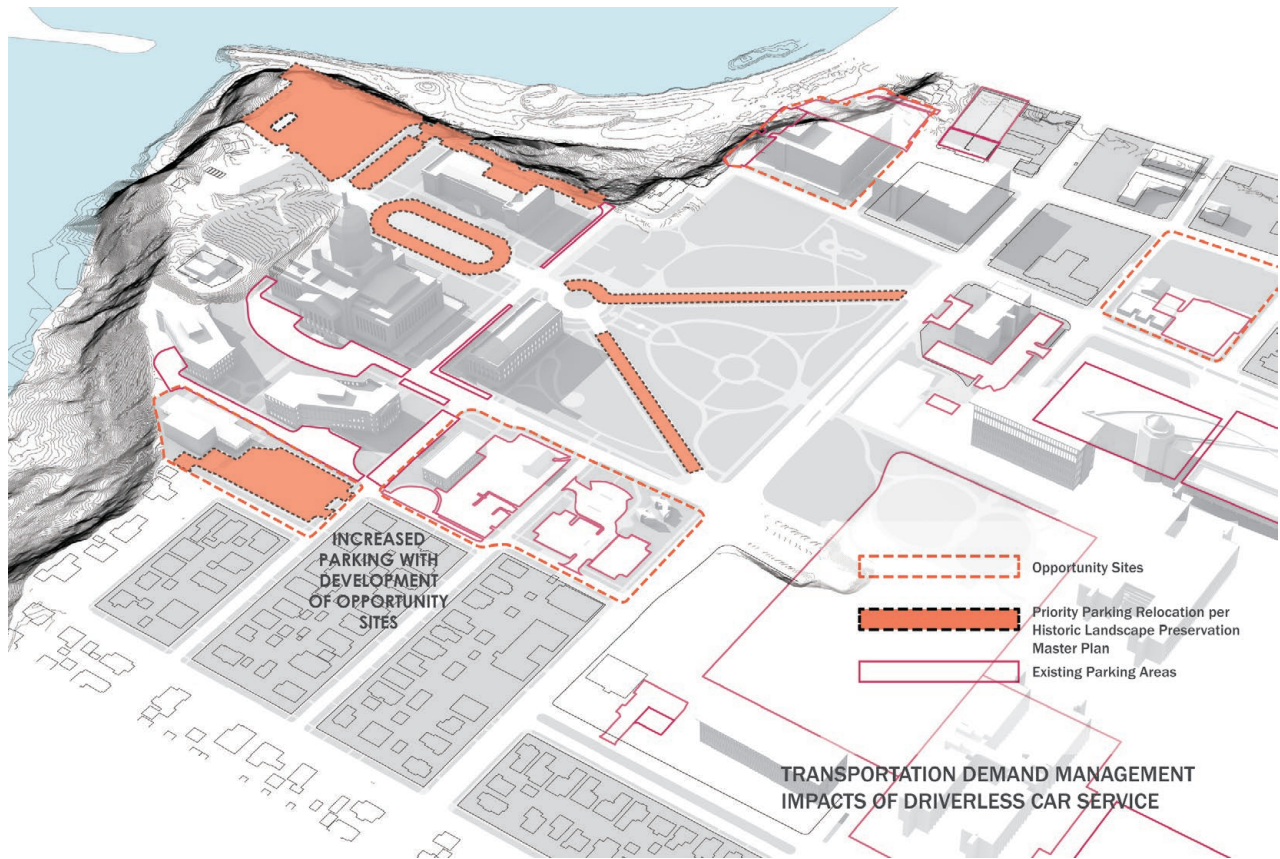 INCREASED
PARKING WITH
DEVELOPMENT
OF OPPORTUNITY
SITES
Opportunity Sites
Priority Parking Relocation per
Historic Landscape Preservation
Master Plan
Existing Parking Areas
TRANSPORTATION DEMAND MANAGEMENT
IMPACTS OF DRIVERLESS CAR SERVICE